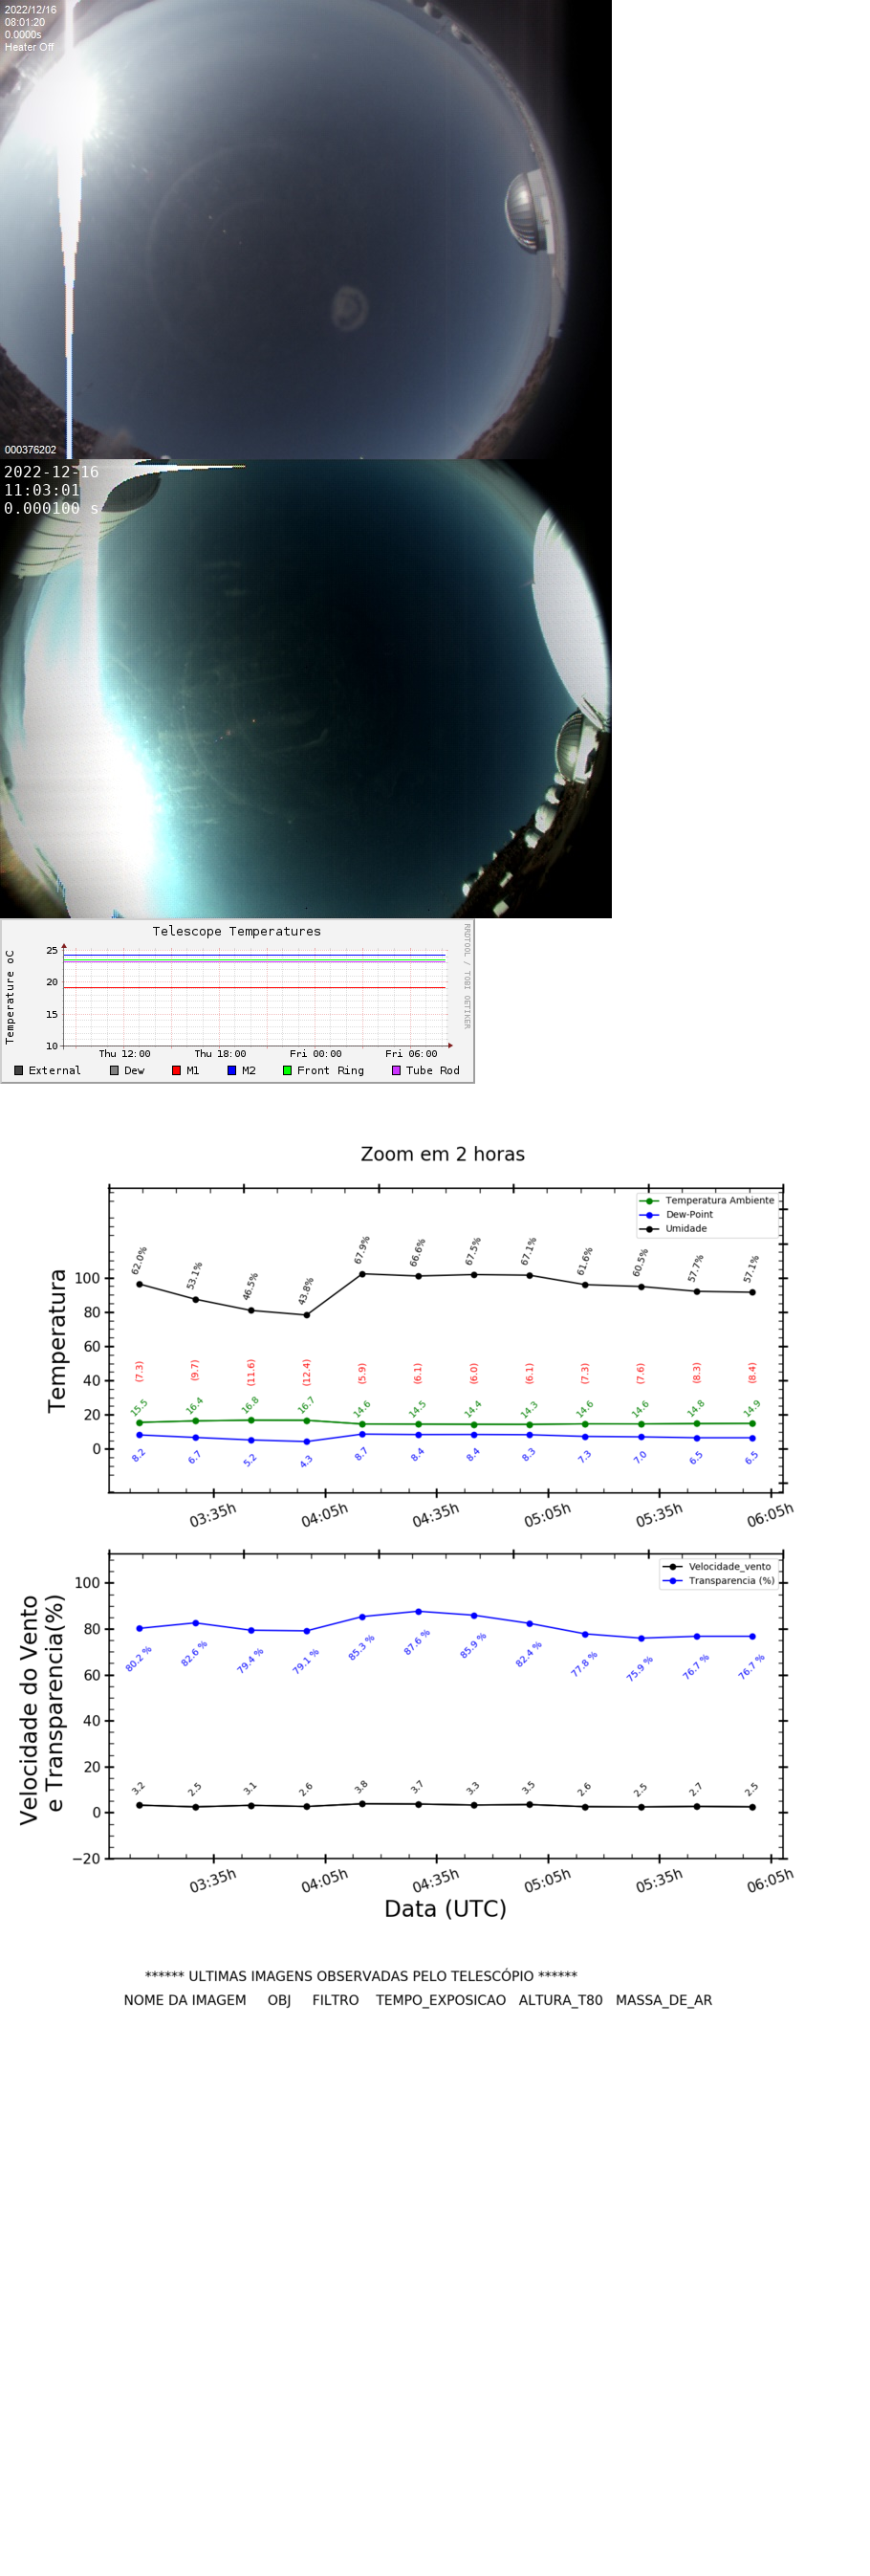 2022/12/16
08:01:20
0.0000s
Heater Off
000376202
2022-12-16
11:03:01
0.000100 s
Telescope Temperatures
RRDTOOL / TOBI OETIKER
Temperature oC
25
20
15
10
Thu 12:00 Thu 18:00 Fri 00:00 Fri 06:00
External Dew M1 M2 Front Ring Tube Rod
Zoom em 2 horas
Temperatura
Temperatura Ambiente
Dew-Point
Umidade
100
80
60
40
20
0
62.0% 53.1% 46.5% 43.8% 67.9% 66.6% 67.5% 67.1% 61.6% 60.5% 57.7% 57.1%
(7.3) (9.7) (11.6) (12.4) (5.9) (6.1) (6.0) (6.1) (7.3) (7.6) (8.3) (8.4)
15.5 16.4 16.8 16.7 14.6 14.5 14.4 14.3 14.6 14.6 14.8 14.9
8.2 6.7 5.2 4.3 8.7 8.4 8.4 8.3 7.3 7.0 6.5 6.5
03:35h 04:05h 04:35h 05:05h 05:35h 06:05h
Velocidade do Vento
e Transparencia(%)
Velocidade_vento
Transparencia (%)
100
80
60
40
20
0
−20
80.2 % 82.6 % 79.4 % 79.1 % 85.3 % 87.6 % 85.9 % 82.4 % 77.8 % 75.9 % 76.7 % 76.7 %
3.2 2.5 3.1 2.6 3.8 3.7 3.3 3.5 2.6 2.5 2.7 2.5
03:35h 04:05h 04:35h 05:05h 05:35h 06:05h
Data (UTC)
****** ULTIMAS IMAGENS OBSERVADAS PELO TELESCÓPIO ******
NOME DA IMAGEM OBJ FILTRO TEMPO_EXPOSICAO ALTURA_T80 MASSA_DE_AR